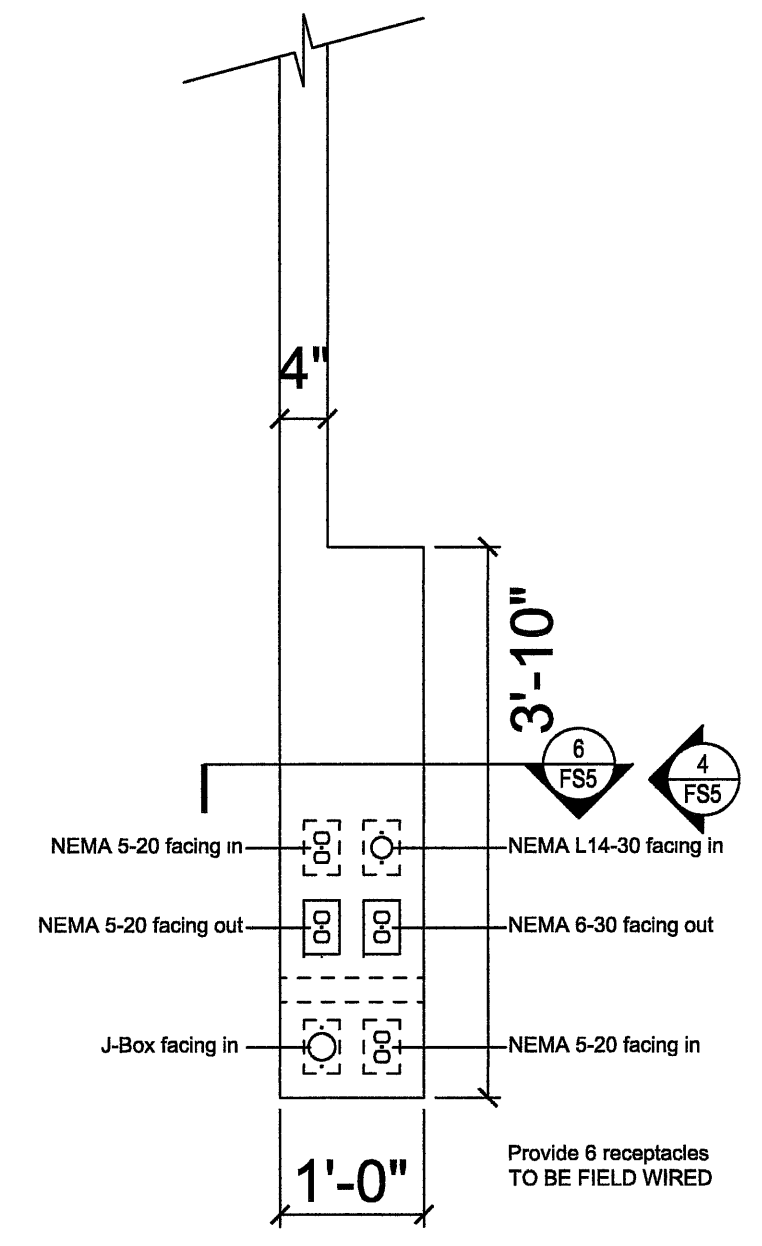 4"
3'-10"
6
FS5
4
FS5
NEMA 5-20 facing in
NEMA L14-30 facing in
NEMA 5-20 facing out
NEMA 6-30 facing out
J-Box facing in
NEMA 5-20 facing in
Provide 6 receptacles
TO BE FIELD WIRED
1'-0"